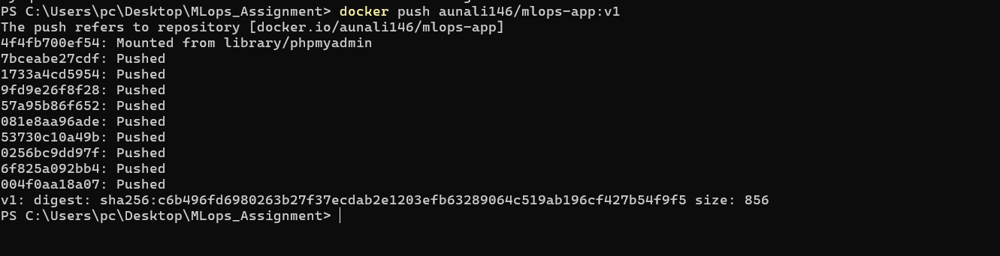 PS C:\Users\pc\Desktop\MLops_Assignment> docker push aunali146/mlops-app:v1
The push refers to repository [docker.io/aunali146/mlops-app]
4f4fb700ef54: Mounted from library/phpmyadmin
7bceabe27cdf: Pushed
1733a4cd5954: Pushed
9fd9e26f8f28: Pushed
57a95b86f652: Pushed
081e8aa96ade: Pushed
53730c10a49b: Pushed
0256bc9dd97f: Pushed
6f825a092bb4: Pushed
004f0aa18a07: Pushed
v1: digest: sha256:c6b496fd6980263b27f37ecdab2e1203efb63289064c519ab196cf427b54f9f5 size: 856
PS C:\Users\pc\Desktop\MLops_Assignment>